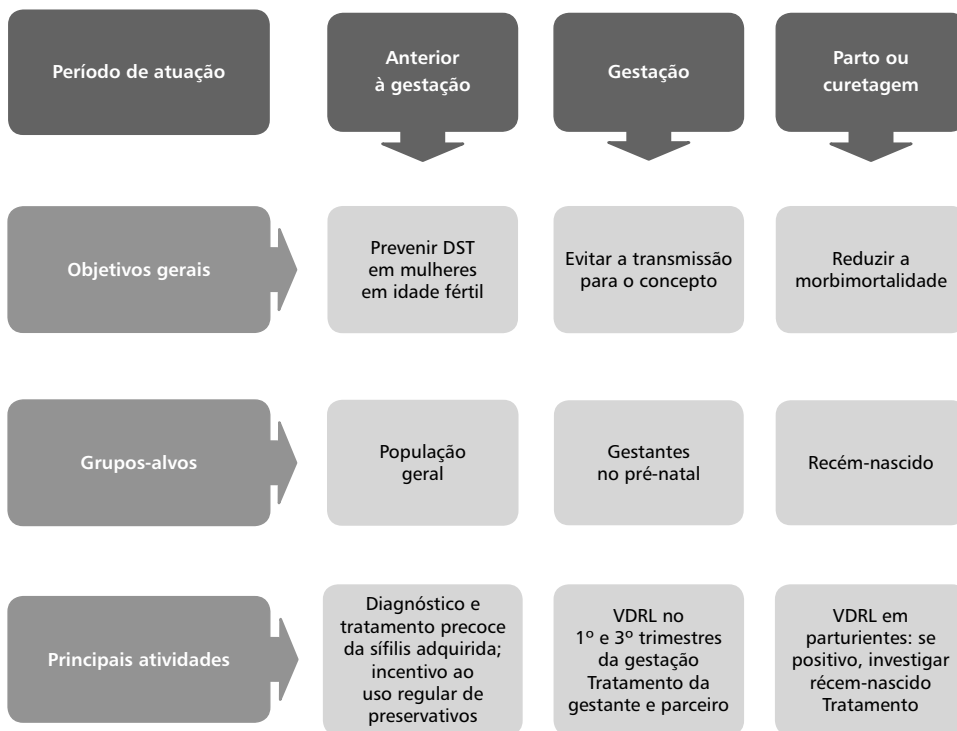 Período de atuação
Anterior
à gestação
Gestação
Parto ou
curetagem
Objetivos gerais
Prevenir DST
em mulheres
em idade fértil
Evitar a transmissão
para o concepto
Reduzir a
morbimortalidade
Grupos-alvos
População
geral
Gestantes
no pré-natal
Recém-nascido
Principais atividades
Diagnóstico e
tratamento precoce
da sífilis adquirida;
incentivo ao
uso regular de
preservativos
VDRL no
1º e 3º trimestres
da gestação
Tratamento da
gestante e parceiro
VDRL em
parturientes: se
positivo, investigar
récem-nascido
Tratamento